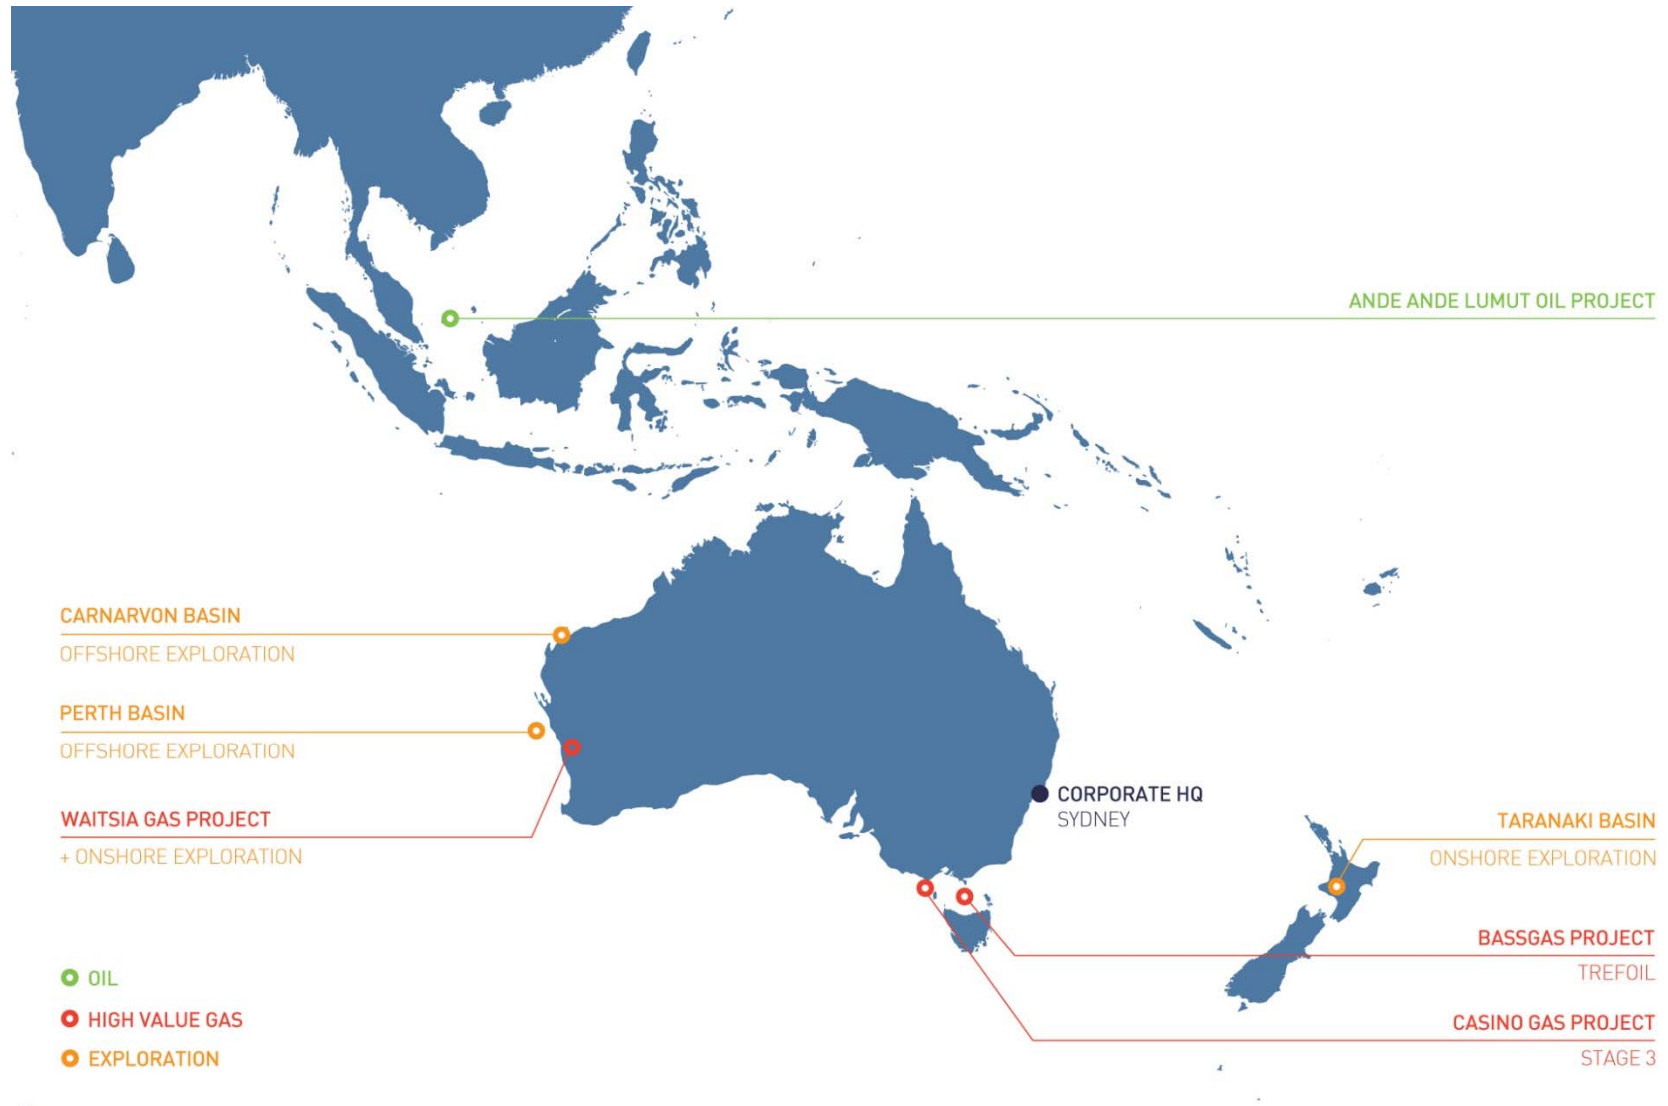 ANDE ANDE LUMUT OIL PROJECT
CARNARVON BASIN
OFFSHORE EXPLORATION
PERTH BASIN
OFFSHORE EXPLORATION
WAITSIA GAS PROJECT
+ ONSHORE EXPLORATION
CORPORATE HQ
SYDNEY
TARANAKI BASIN
ONSHORE EXPLORATION
BASSGAS PROJECT
TREFOIL
CASINO GAS PROJECT
STAGE 3
OIL
HIGH VALUE GAS
EXPLORATION